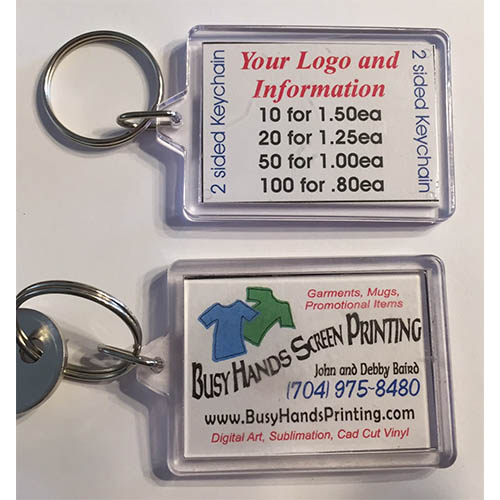 2 sided Keychain
Your Logo and
Information
10 for 1.50ea
20 for 1.25ea
50 for 1.00ea
100 for .80ea
2 sided Keychain
Garments, Mugs,
Promotional Items
BUSY HANDS SCREEN PRINTING
John and Debby Baird
(704) 975-8480
www.BusyHandsPrinting.com
Digital Art, Sublimation, Cad Cut Vinyl